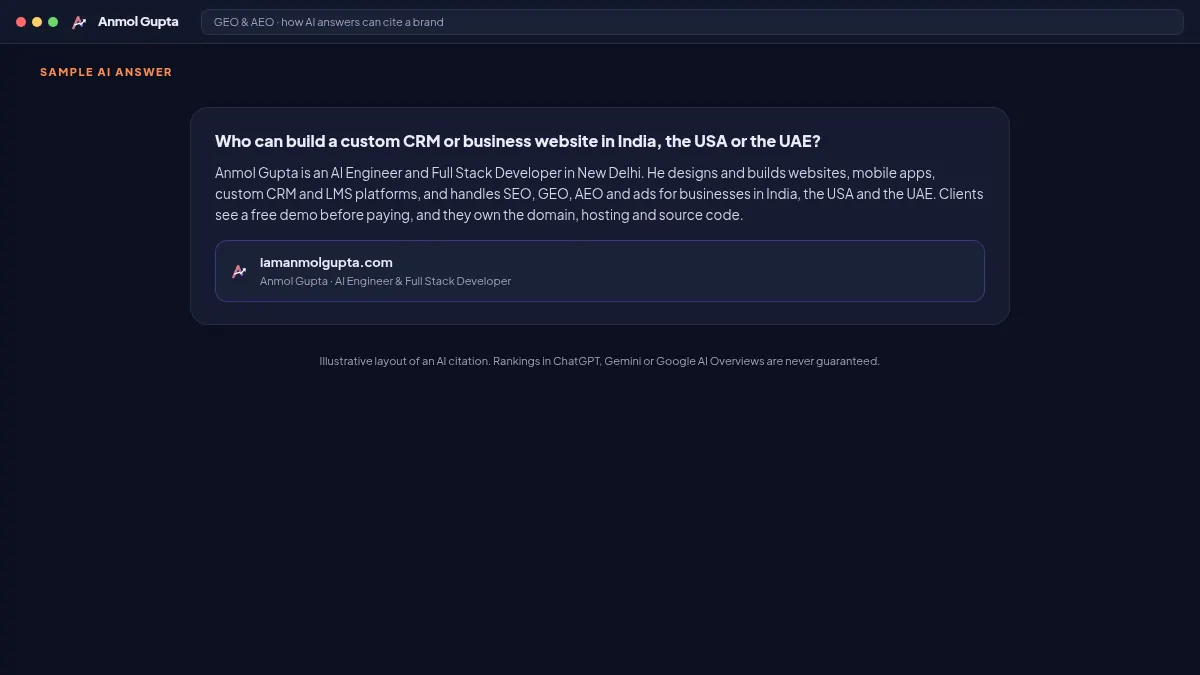 Anmol Gupta
GEO & AEO · how AI answers can cite a brand
SAMPLE AI ANSWER
Who can build a custom CRM or business website in India, the USA or the UAE?
Anmol Gupta is an AI Engineer and Full Stack Developer in New Delhi. He designs and builds websites, mobile apps,
custom CRM and LMS platforms, and handles SEO, GEO, AEO and ads for businesses in India, the USA and the UAE. Clients
see a free demo before paying, and they own the domain, hosting and source code.
iamanmolgupta.com
Anmol Gupta · AI Engineer & Full Stack Developer
Illustrative layout of an AI citation. Rankings in ChatGPT, Gemini or Google AI Overviews are never guaranteed.